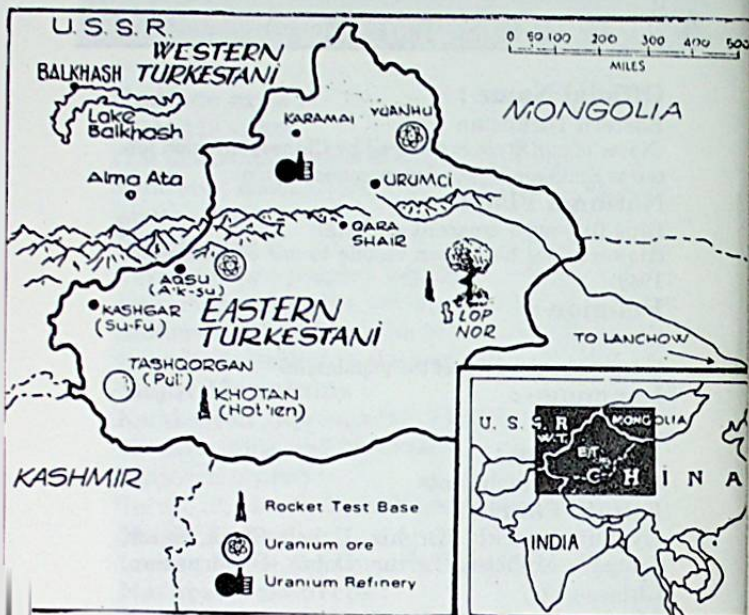 U.S.S.R.
WESTERN
TURKESTANİ
BALKHASH
Lake
Balkhash
Alma Ata
KARAMAI
YUANHU
URUMCI
MONGOLIA
0 50 100 200 300 400 500
MILES
QARA
SHAIR
AQSU
(A'k-su)
KASHGAR
(Su-Fu)
EASTERN
TURKESTANİ
LOP
NOR
TO LANCHOW
TASHQORGAN
(Puli)
KHOTAN
(Hot'ien)
KASHMIR
Rocket Test Base
Uranium ore
Uranium Refinery
U. S. S. R
MONGOLIA
W.T.
E.T.
C H İ N A
INDIA